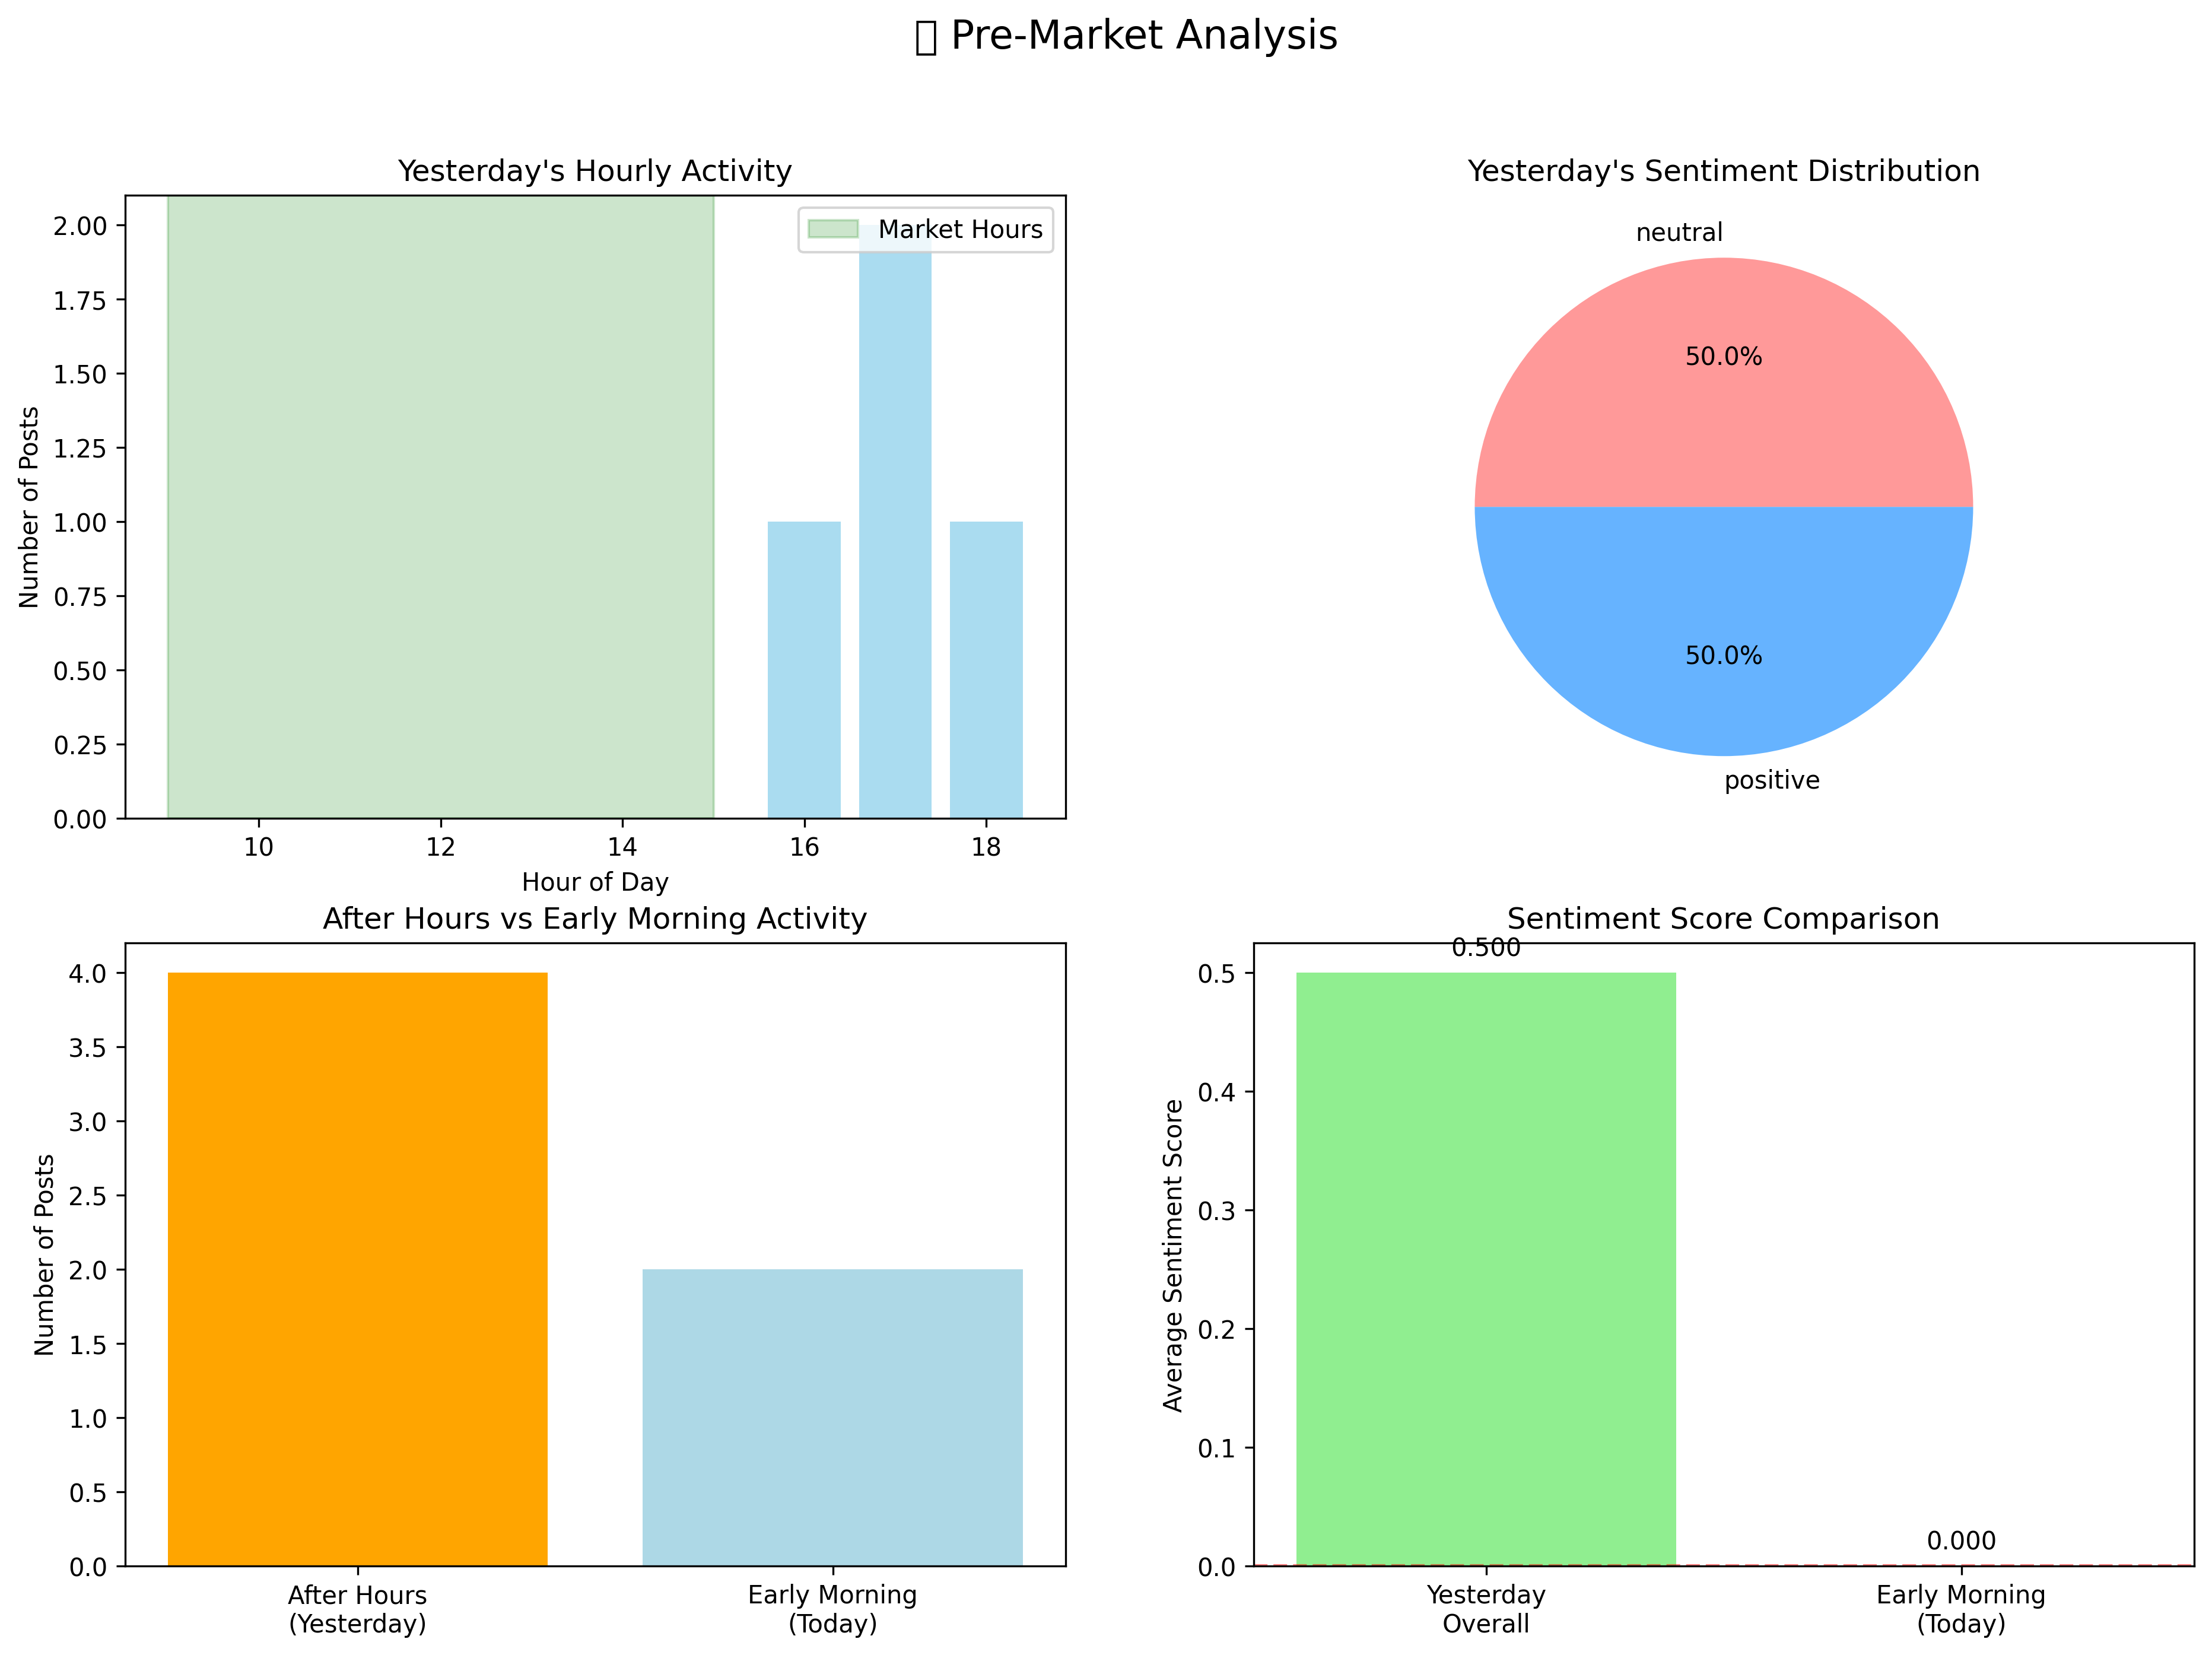 ▯ Pre-Market Analysis
Yesterday's Hourly Activity
Number of Posts
2.00
1.75
1.50
1.25
1.00
0.75
0.50
0.25
0.00
Market Hours
10 12 14 16 18
Hour of Day
Yesterday's Sentiment Distribution
neutral
50.0%
50.0%
positive
After Hours vs Early Morning Activity
Number of Posts
4.0
3.5
3.0
2.5
2.0
1.5
1.0
0.5
0.0
After Hours
(Yesterday)
Early Morning
(Today)
Sentiment Score Comparison
Average Sentiment Score
0.5
0.4
0.3
0.2
0.1
0.0
0.500
0.000
Yesterday
Overall
Early Morning
(Today)